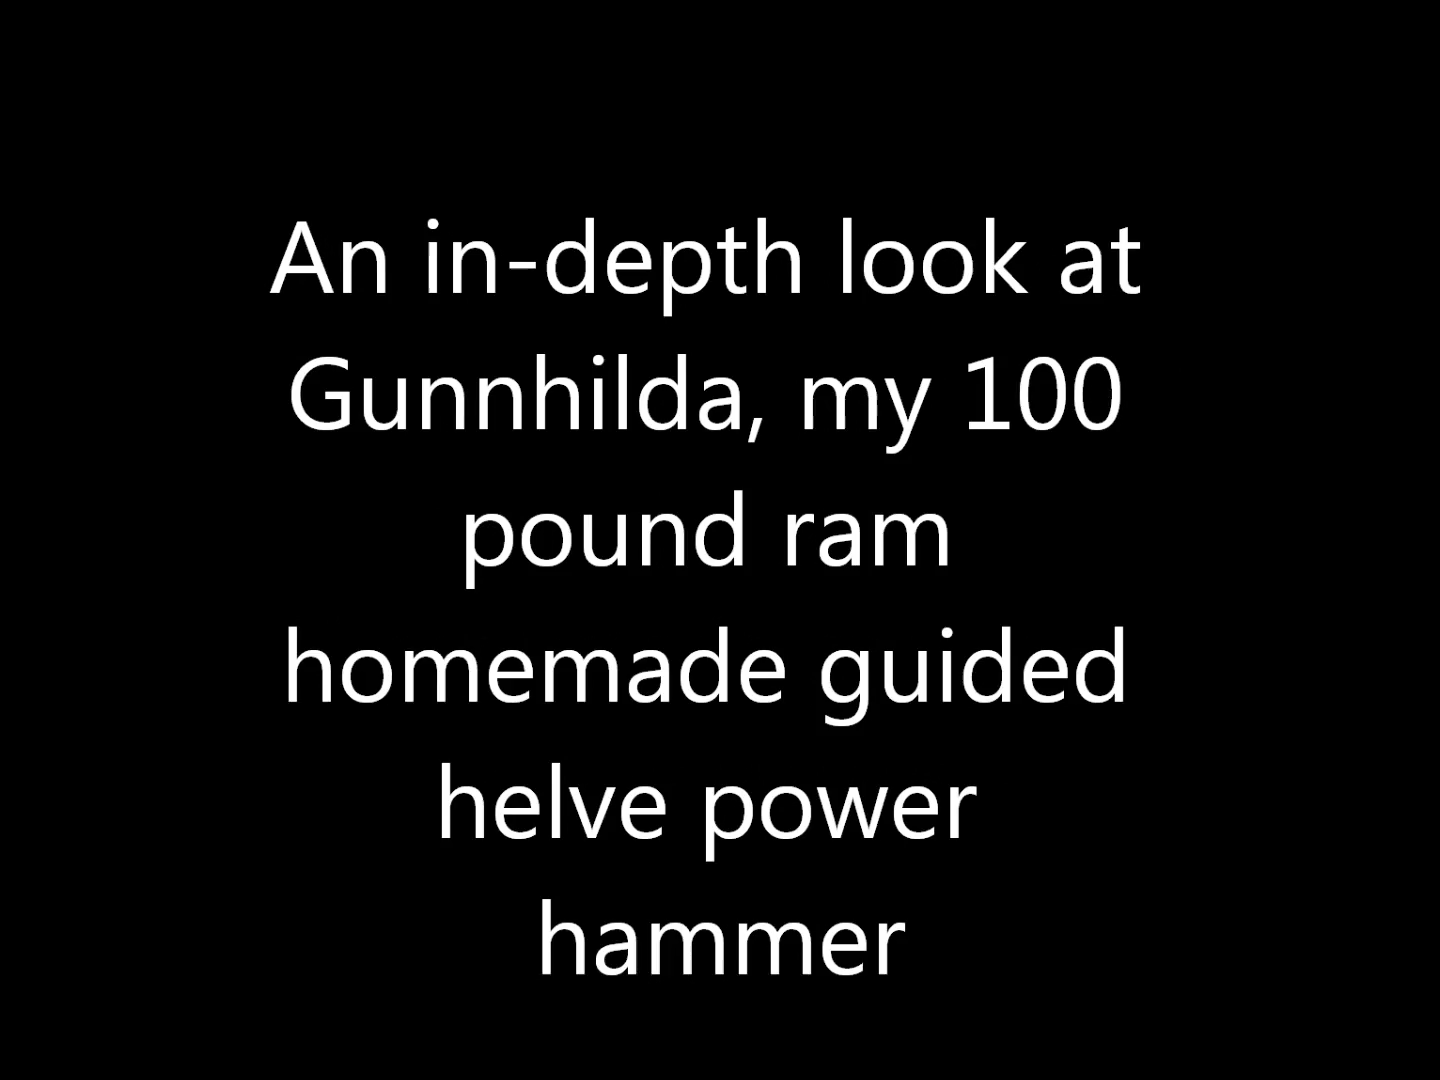 An in-depth look at
Gunnhilda, my 100
pound ram
homemade guided
helve power
hammer